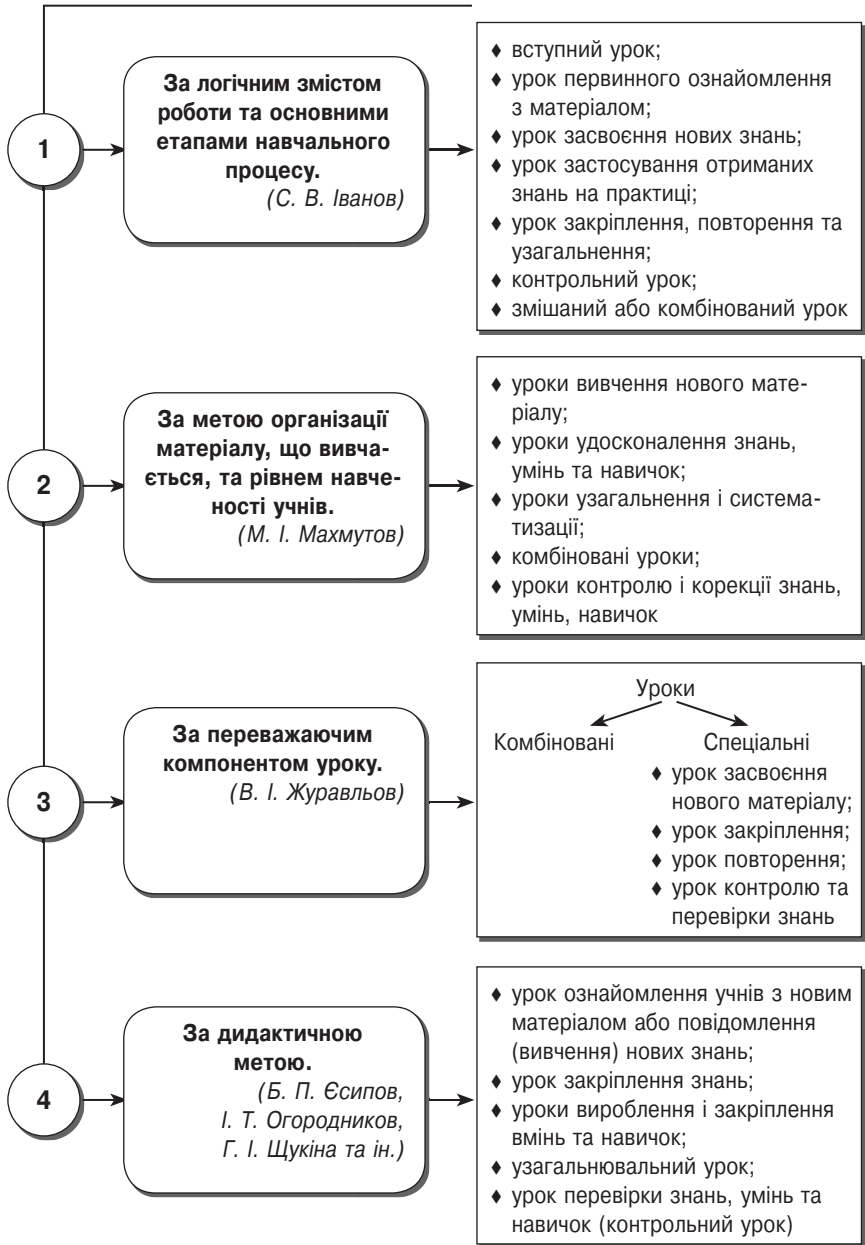 1
За логічним змістом
роботи та основними
етапами навчального
процесу.
(С. В. Іванов)
♦ вступний урок;
♦ урок первинного ознайомлення
з матеріалом;
♦ урок засвоєння нових знань;
♦ урок застосування отриманих
знань на практиці;
♦ урок закріплення, повторення та
узагальнення;
♦ контрольний урок;
♦ змішаний або комбінований урок
2
За метою організації
матеріалу, що вивча-
ється, та рівнем навче-
ності учнів.
(М. І. Махмутов)
♦ уроки вивчення нового мате-
ріалу;
♦ уроки удосконалення знань,
умінь та навичок;
♦ уроки узагальнення і система-
тизації;
♦ комбіновані уроки;
♦ уроки контролю і корекції знань,
умінь, навичок
3
За переважаючим
компонентом уроку.
(В. І. Журавльов)
Уроки
Комбіновані
Спеціальні
♦ урок засвоєння
нового матеріалу;
♦ урок закріплення;
♦ урок повторення;
♦ урок контролю та
перевірки знань
4
За дидактичною
метою.
(Б. П. Єсипов,
І. Т. Огородников,
Г. І. Щукіна та ін.)
♦ урок ознайомлення учнів з новим
матеріалом або повідомлення
(вивчення) нових знань;
♦ урок закріплення знань;
♦ уроки вироблення і закріплення
вмінь та навичок;
♦ узагальнювальний урок;
♦ урок перевірки знань, умінь та
навичок (контрольний урок)